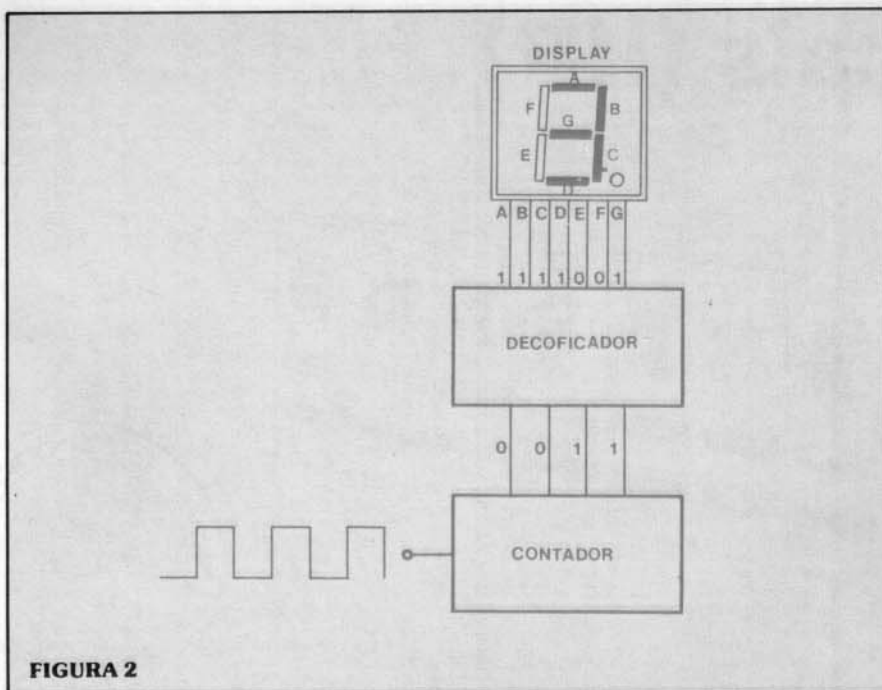 DISPLAY
A
F B
G
E C
D
A B C D E F G
1 1 1 1 0 0 1
DECOFICADOR
0 0 1 1
CONTADOR
FIGURA 2